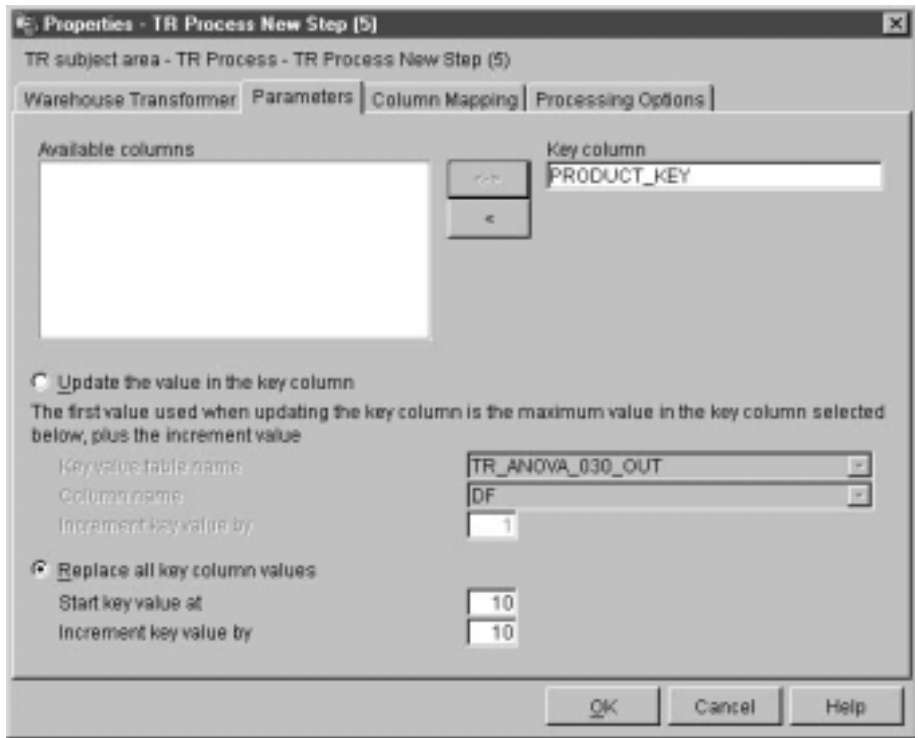 Properties - TR Process New Step (5)
TR subject area - TR Process - TR Process New Step (5)
Warehouse Transformer Parameters Column Mapping Processing Options
Available columns
Key column
PRODUCT_KEY
<
Update the value in the key column
The first value used when updating the key column is the maximum value in the key column selected
below, plus the increment value
Key value table name TR_ANOVA_030_OUT
Column name DF
Increment key value by 1
Replace all key column values
Start key value at 10
Increment key value by 10
OK Cancel Help